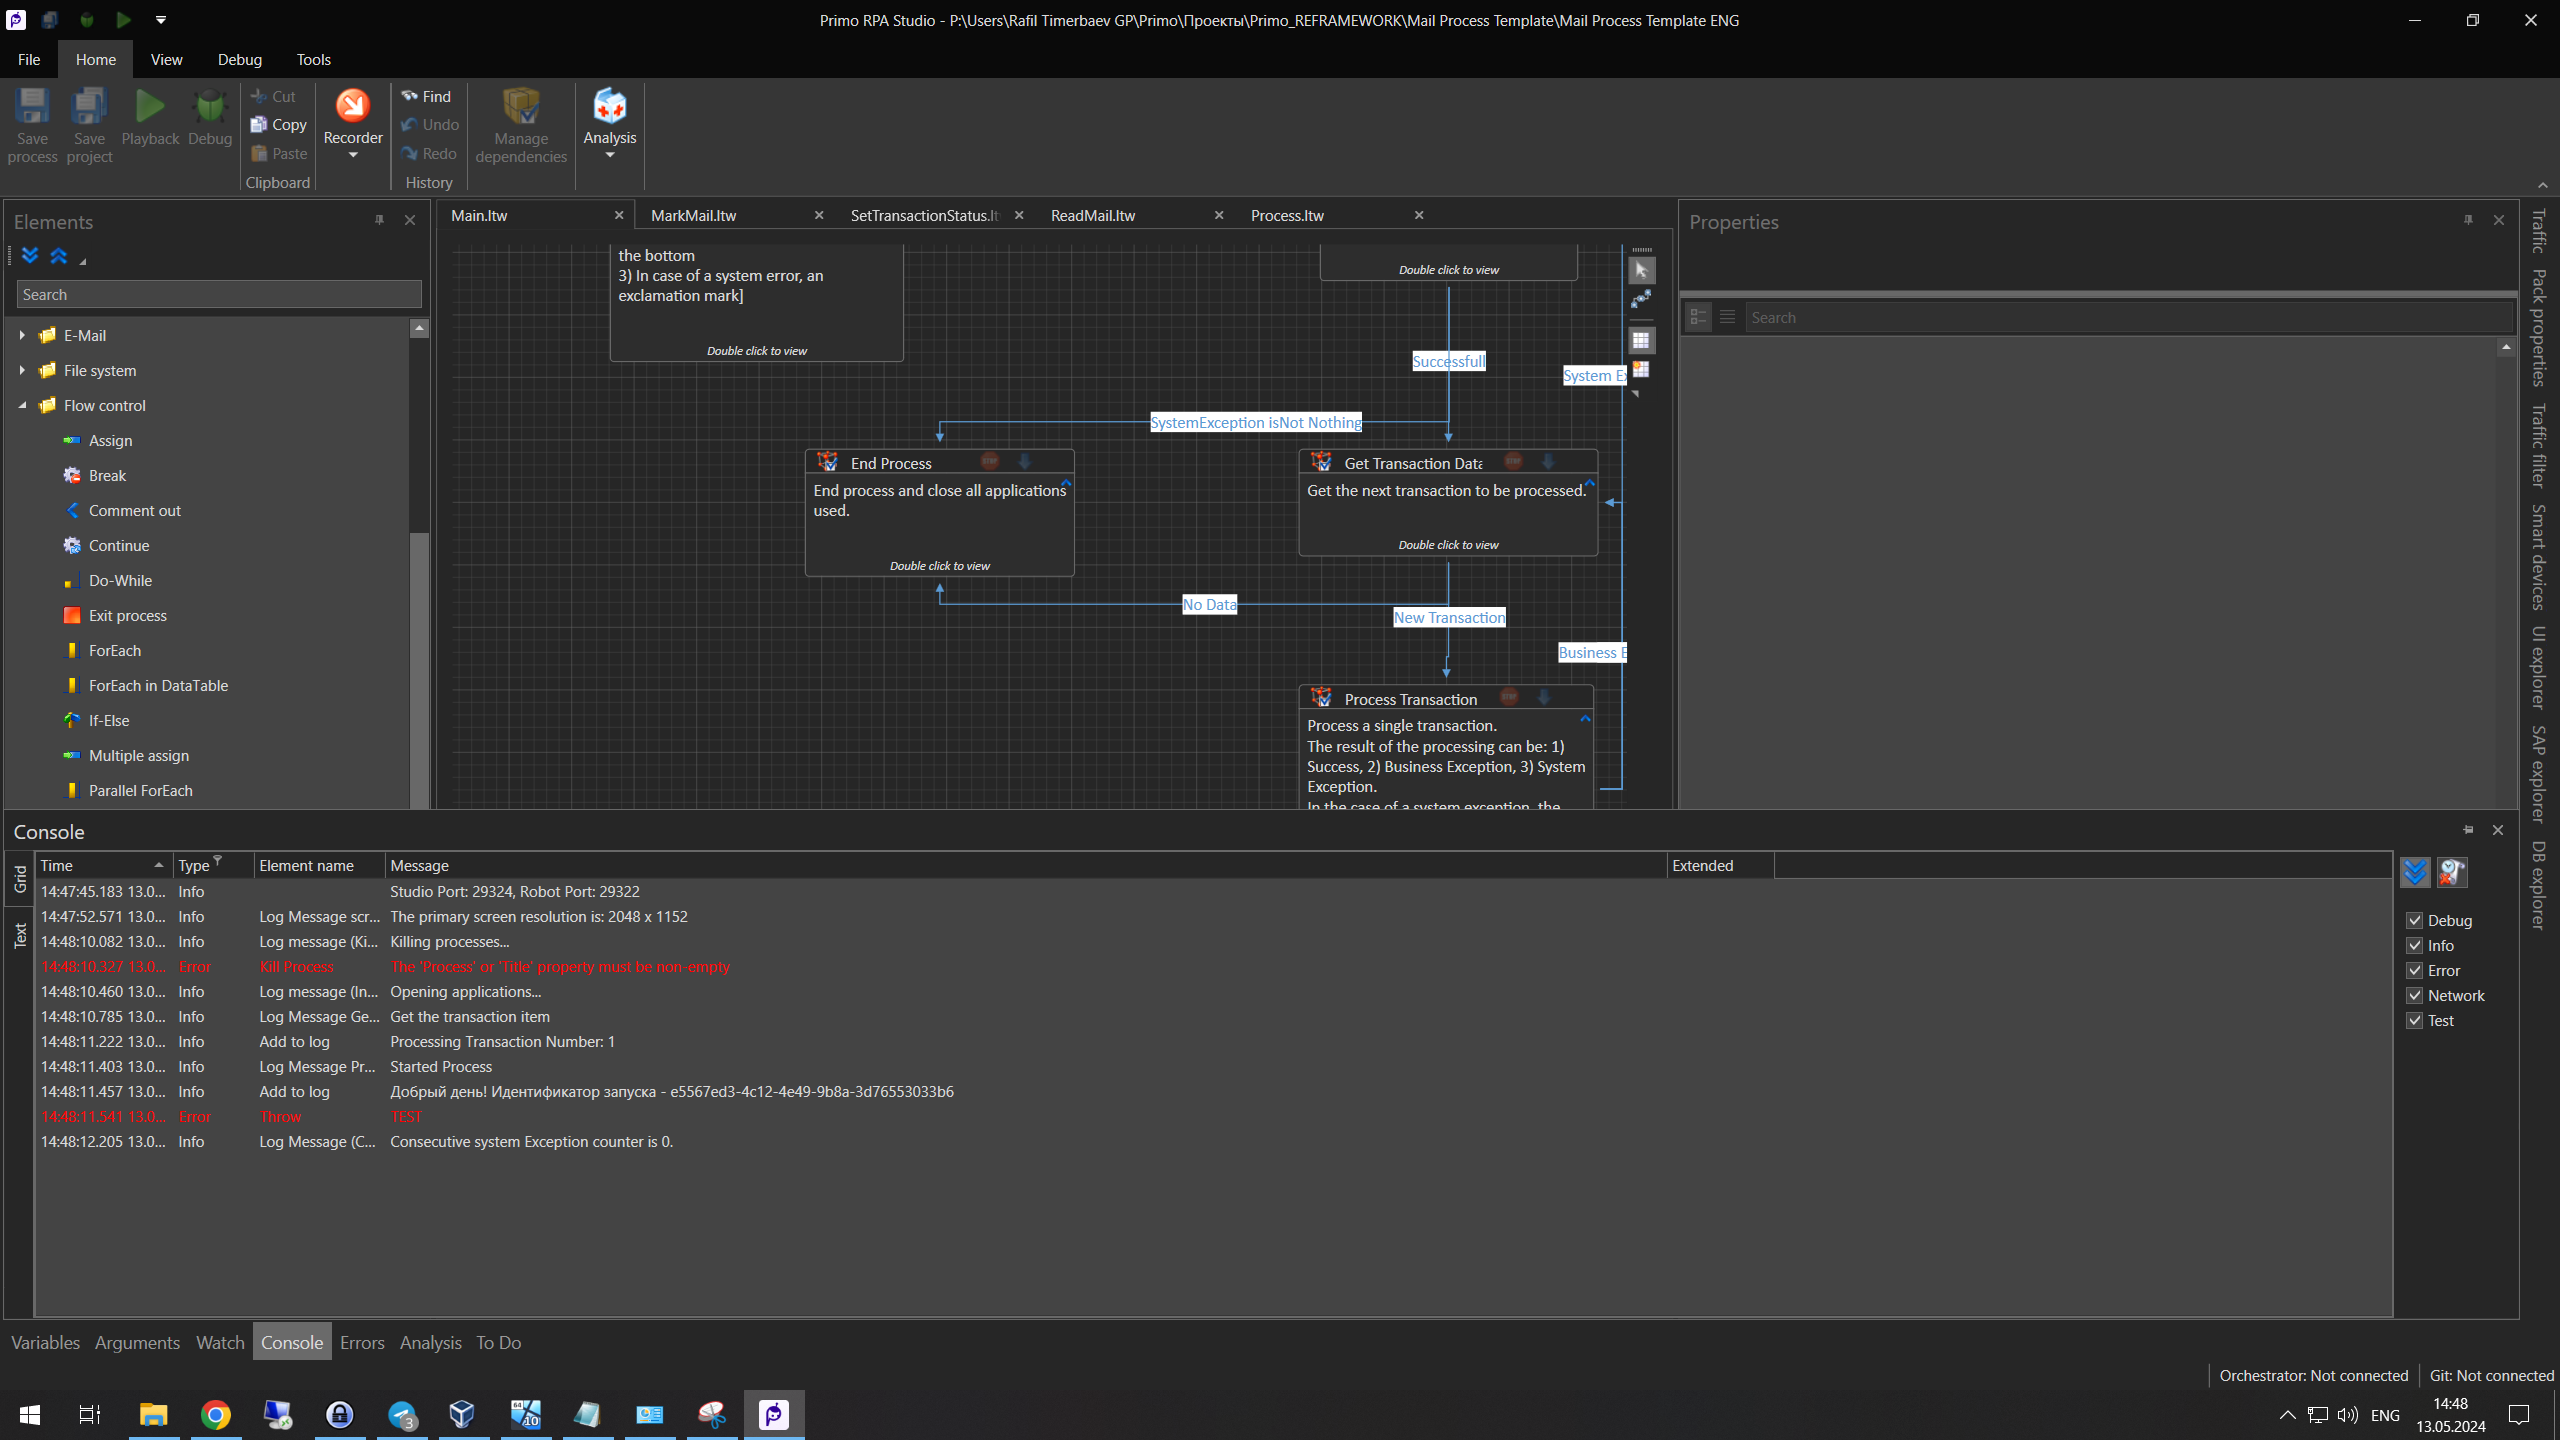 Primo RPA Studio - P:\Users\Rafil Timerbaev GP\Primo\Проекты\Primo_REFRAMEWORK\Mail Process Template\Mail Process Template ENG
File
Home
View
Debug
Tools
Save process
Save project
Playback
Debug
Cut
Copy
Paste
Clipboard
Recorder
Find
Undo
Redo
History
Manage dependencies
Analysis
Elements
Search
E-Mail
File system
Flow control
Assign
Break
Comment out
Continue
Do-While
Exit process
ForEach
ForEach in DataTable
If-Else
Multiple assign
Parallel ForEach
Main.ltw
MarkMail.ltw
SetTransactionStatus.lt
ReadMail.ltw
Process.ltw
the bottom
3) In case of a system error, an
exclamation mark]
Double click to view
Double click to view
Successfull
System Ex
SystemException isNot Nothing
End Process
End process and close all applications
used.
Double click to view
Get Transaction Data
Get the next transaction to be processed.
Double click to view
No Data
New Transaction
Business E
Process Transaction
Process a single transaction.
The result of the processing can be: 1)
Success, 2) Business Exception, 3) System
Exception.
In the case of a system exception, the
Properties
Search
Traffic
Pack properties
Traffic filter
Smart devices
UI explorer
SAP explorer
DB explorer
Console
Grid
Text
Time Type Element name Message Extended
14:47:45.183 13.0... Info Studio Port: 29324, Robot Port: 29322
14:47:52.571 13.0... Info Log Message scr... The primary screen resolution is: 2048 x 1152
14:48:10.082 13.0... Info Log message (Ki... Killing processes...
14:48:10.327 13.0... Error Kill Process The 'Process' or 'Title' property must be non-empty
14:48:10.460 13.0... Info Log message (In... Opening applications...
14:48:10.785 13.0... Info Log Message Ge... Get the transaction item
14:48:11.222 13.0... Info Add to log Processing Transaction Number: 1
14:48:11.403 13.0... Info Log Message Pr... Started Process
14:48:11.457 13.0... Info Add to log Добрый день! Идентификатор запуска - e5567ed3-4c12-4e49-9b8a-3d76553033b6
14:48:11.541 13.0... Error Throw TEST
14:48:12.205 13.0... Info Log Message (C... Consecutive system Exception counter is 0.
Debug
Info
Error
Network
Test
Variables Arguments Watch Console Errors Analysis To Do
Orchestrator: Not connected
Git: Not connected
3
64
10
ENG
14:48
13.05.2024